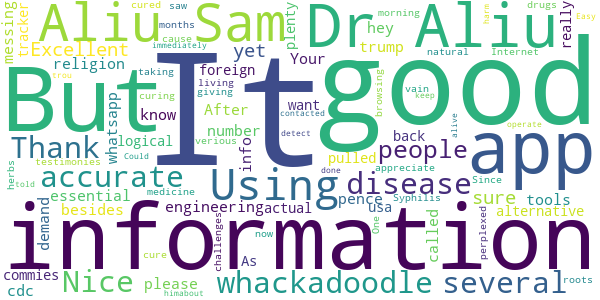 cured saw
tracker months
messing cause
Aliu Sam
plenty
hey
Dr Aliu
morning
herbs
drugs
Easy
really
Excellent
yet
trump
religion
taking foreign
living
giving
Your
Internet
natural
immediately
But
It
good
trou
curing
After
want
browsing
vain
keep
Thank
whatsapp
know
number
info
back
operate
logical
Could
verious
contacted
alive
testimonies
detect
people
appreciate
app
accurate
Using
done
pulled
One
Since
essential
medicine
disease
Syphilis
sure
tools
herbs
told
demand
besides
engineering
actual
pence
usa
alternative
information
commies
cdc
Nice
please
As
cure
challenges
now
himabout
called
perplexed
whackadoodle
several
roots